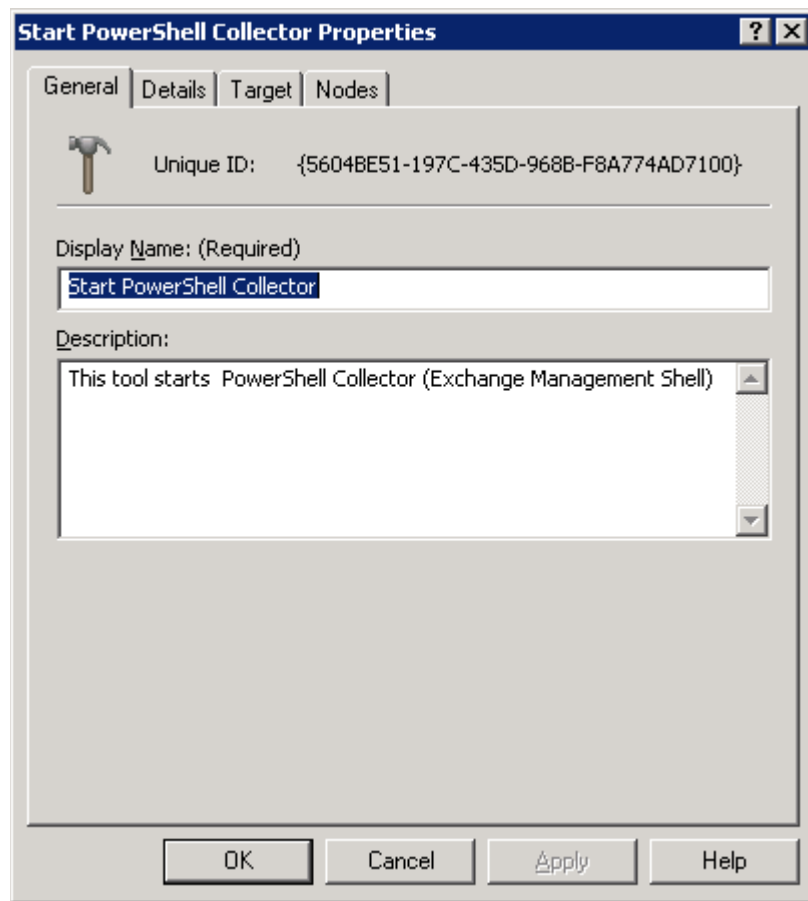 Start PowerShell Collector Properties
General Details Target Nodes
Unique ID: {5604BE51-197C-435D-968B-F8A774AD7100}
Display Name: (Required)
Start PowerShell Collector
Description:
This tool starts  PowerShell Collector (Exchange Management Shell)
OK Cancel Apply Help